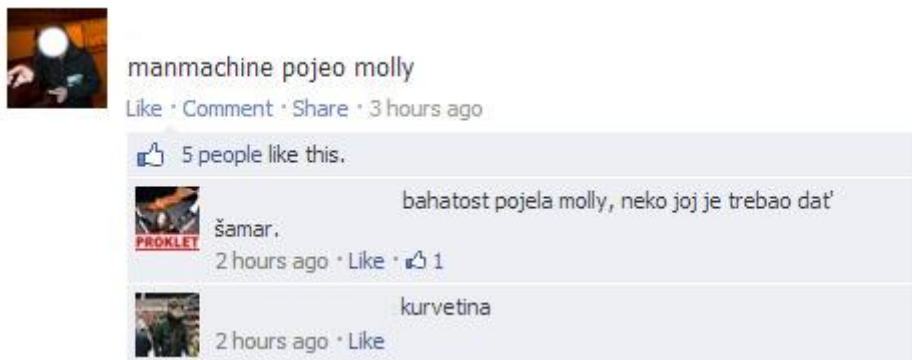 manmachine pojeo molly
Like · Comment · Share · 3 hours ago
5 people like this.
bahatost pojela molly, neko joj je trebao dat'
šamar.
PROKLET
2 hours ago · Like · 1
kurvetina
2 hours ago · Like